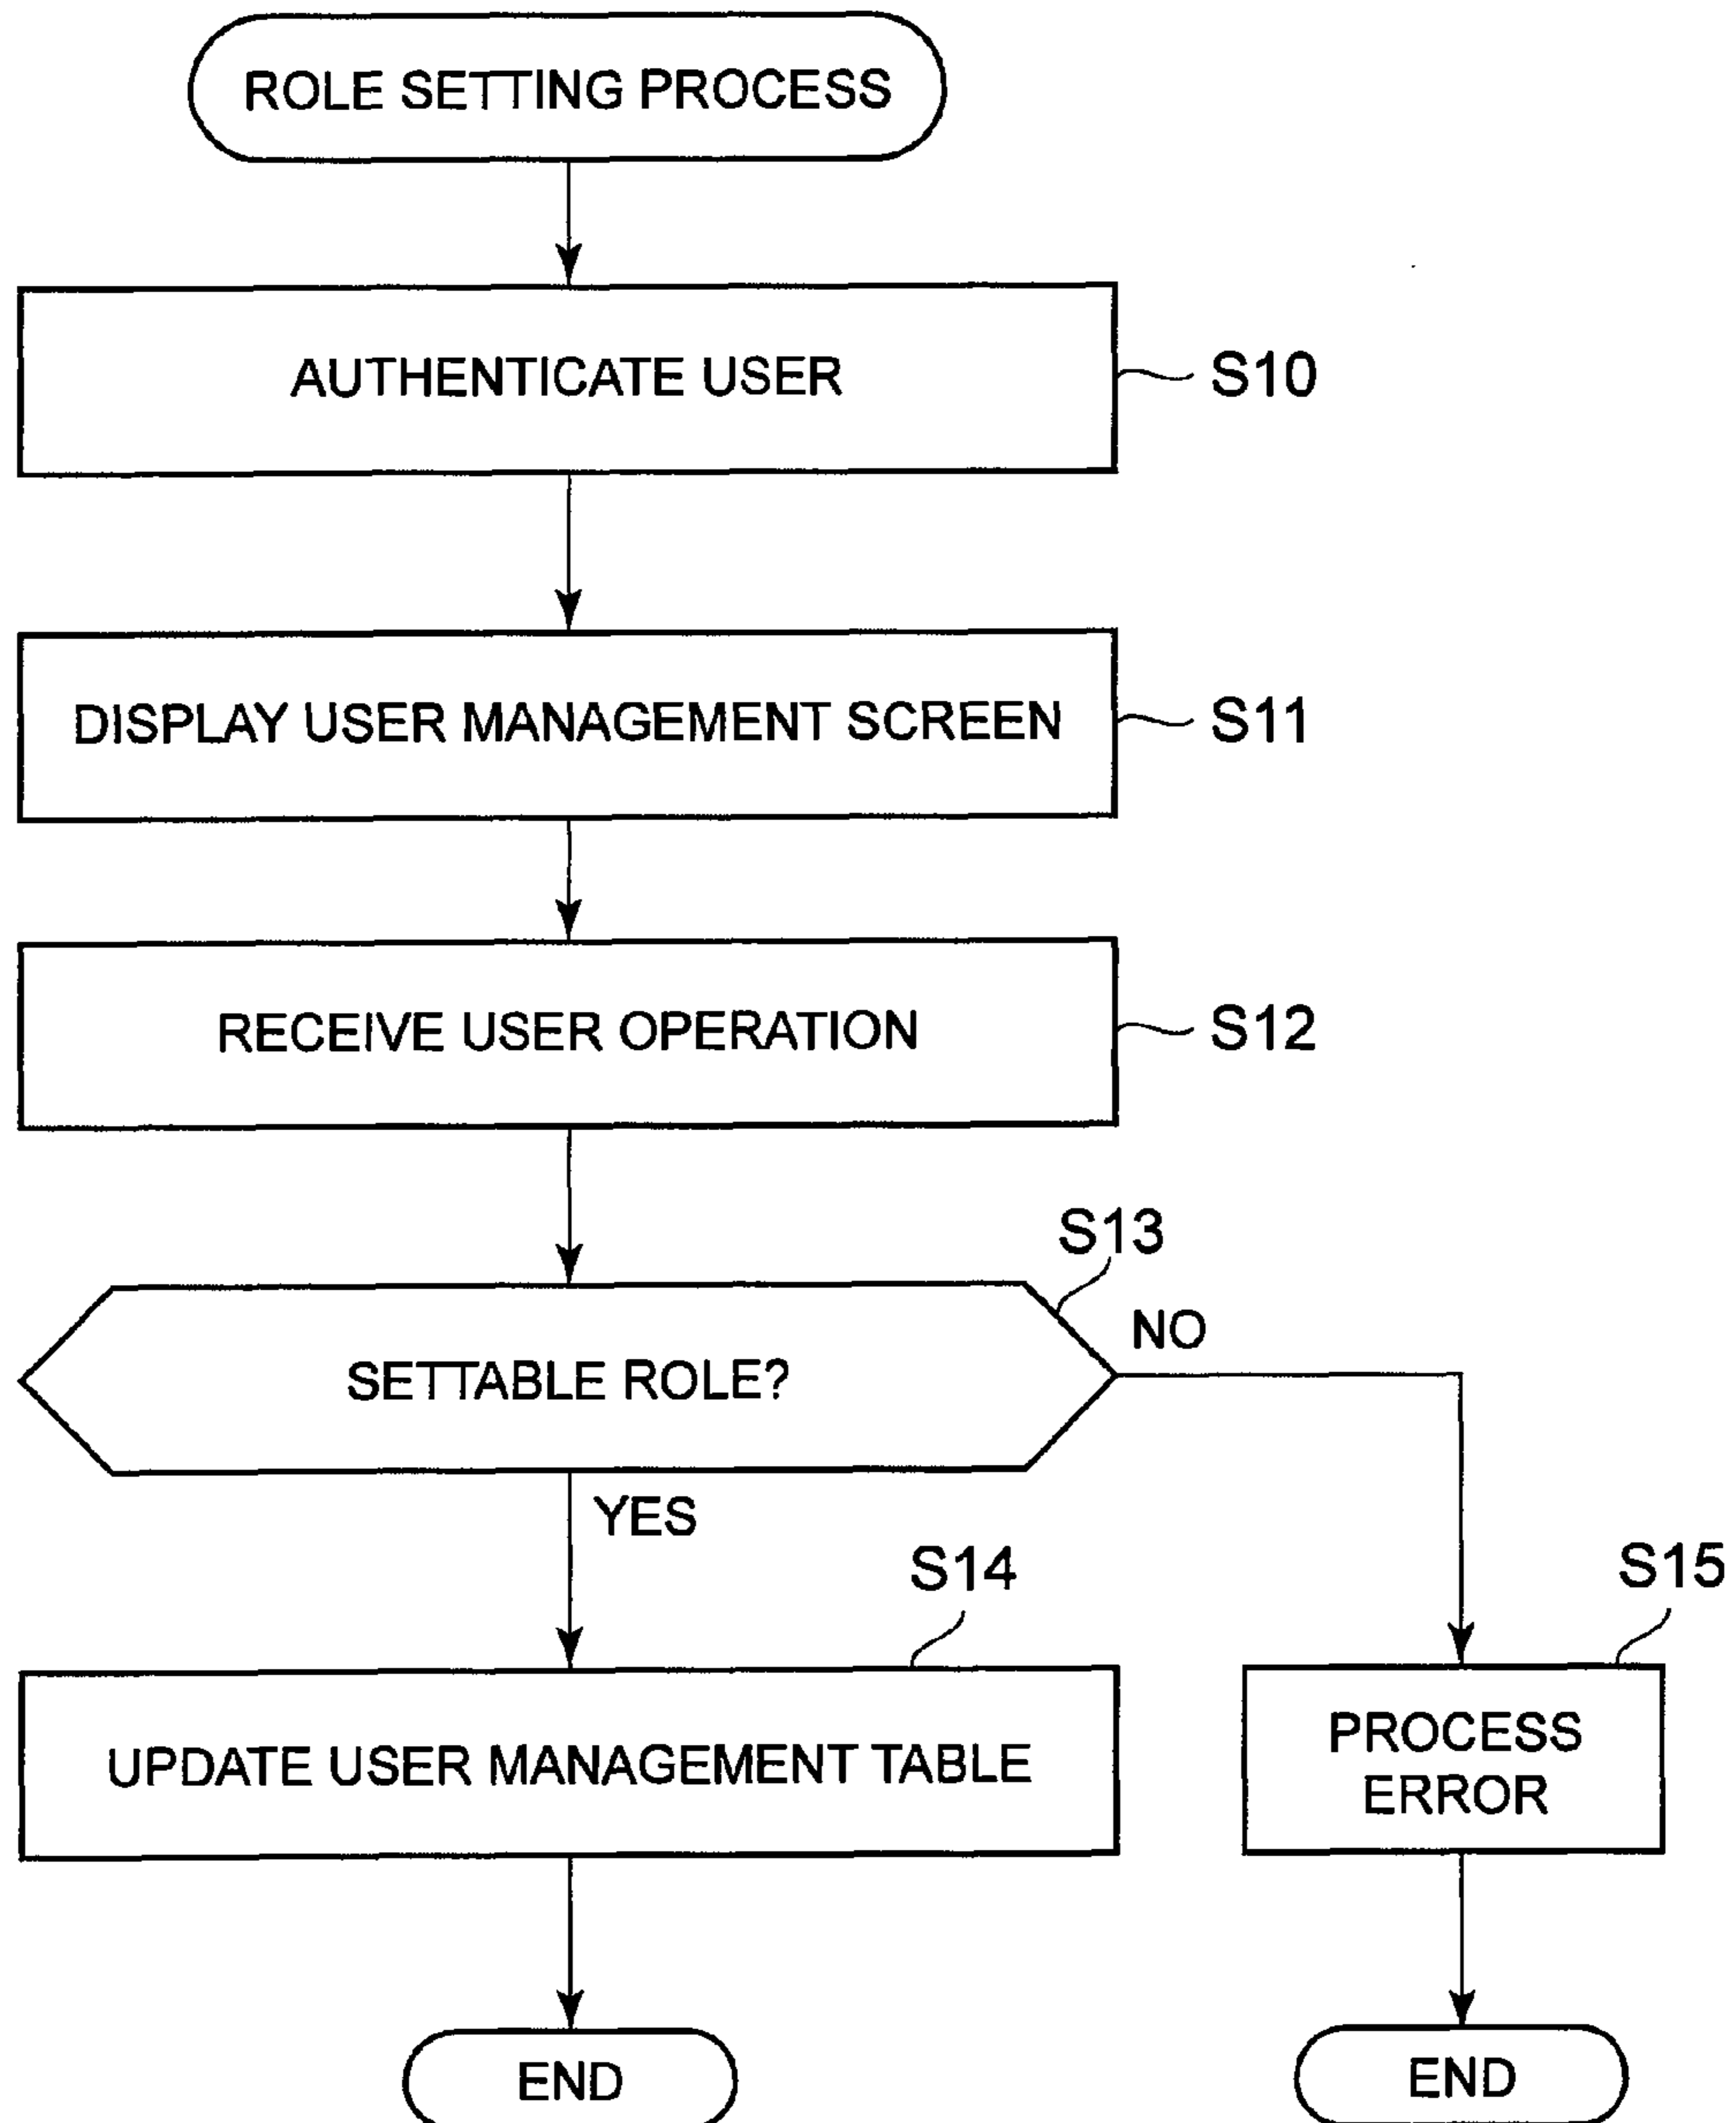 ROLE SETTING PROCESS
AUTHENTICATE USER
S10
DISPLAY USER MANAGEMENT SCREEN
S11
RECEIVE USER OPERATION
S12
S13
SETTABLE ROLE?
NO
YES
S14
S15
UPDATE USER MANAGEMENT TABLE
PROCESS
ERROR
END
END